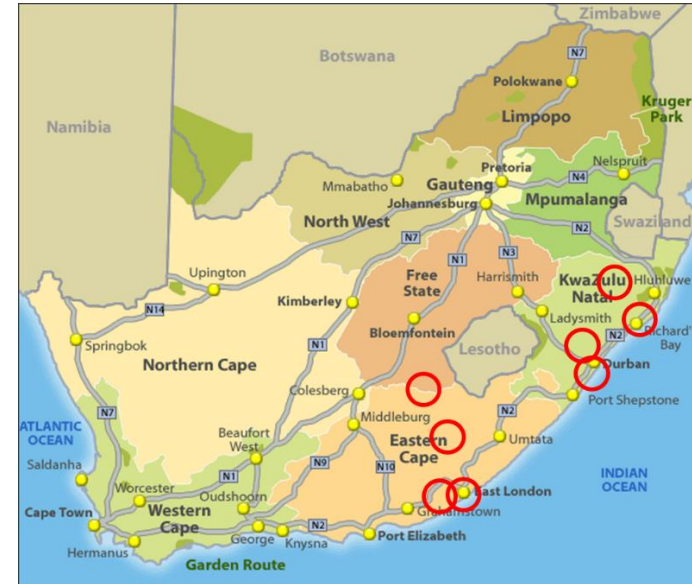 Zimbabwe
Botswana
N7
Polokwane
Limpopo
Kruger
Park
Namibia
Pretoria
Nelspruit
Mmabatho
Gauteng
N4
Johannesburg
Mpumalanga
North West
Swaziland
N7
N2
N1
N3
Upington
Free
State
Harrismith
KwaZulu
Natal
Hluhluwe
N14
Kimberley
Ladysmith
Springbok
Bloemfontein
N2
Richard'
Bay
Northern Cape
N1
Lesotho
Durban
Colesberg
Port Shepstone
N7
Middleburg
N2
ATLANTIC
OCEAN
Beaufort
West
Eastern
Cape
Umtata
Saldanha
N9
N10
INDIAN
OCEAN
N1
Worcester
Oudshoorn
East London
Western
Cape
Grahamstown
Cape Town
N2
George
Knysna
Port Elizabeth
Hermanus
Garden Route